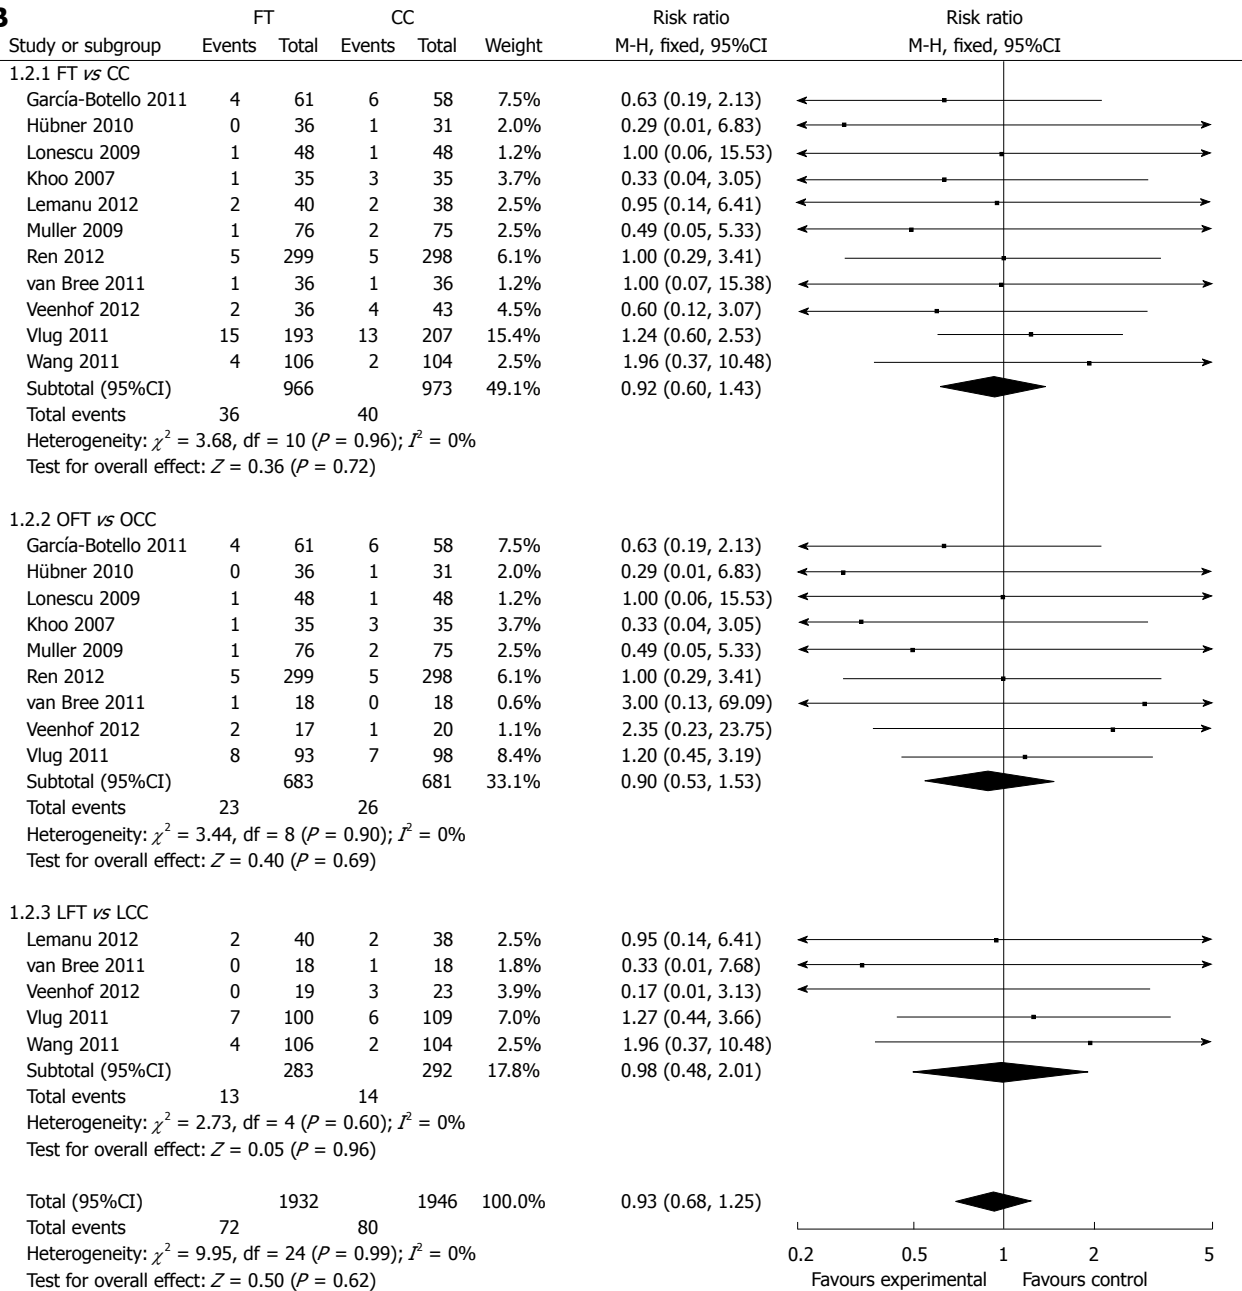 B
FT CC Risk ratio Risk ratio
Study or subgroup Events Total Events Total Weight M-H, fixed, 95%CI M-H, fixed, 95%CI
1.2.1 FT vs CC
García-Botello 2011 4 61 6 58 7.5% 0.63 (0.19, 2.13)
Hübner 2010 0 36 1 31 2.0% 0.29 (0.01, 6.83)
Lonescu 2009 1 48 1 48 1.2% 1.00 (0.06, 15.53)
Khoo 2007 1 35 3 35 3.7% 0.33 (0.04, 3.05)
Lemanu 2012 2 40 2 38 2.5% 0.95 (0.14, 6.41)
Muller 2009 1 76 2 75 2.5% 0.49 (0.05, 5.33)
Ren 2012 5 299 5 298 6.1% 1.00 (0.29, 3.41)
van Bree 2011 1 36 1 36 1.2% 1.00 (0.07, 15.38)
Veenhof 2012 2 36 4 43 4.5% 0.60 (0.12, 3.07)
Vlug 2011 15 193 13 207 15.4% 1.24 (0.60, 2.53)
Wang 2011 4 106 2 104 2.5% 1.96 (0.37, 10.48)
Subtotal (95%CI) 966 973 49.1% 0.92 (0.60, 1.43)
Total events 36 40
Heterogeneity: χ² = 3.68, df = 10 (P = 0.96); I² = 0%
Test for overall effect: Z = 0.36 (P = 0.72)
1.2.2 OFT vs OCC
García-Botello 2011 4 61 6 58 7.5% 0.63 (0.19, 2.13)
Hübner 2010 0 36 1 31 2.0% 0.29 (0.01, 6.83)
Lonescu 2009 1 48 1 48 1.2% 1.00 (0.06, 15.53)
Khoo 2007 1 35 3 35 3.7% 0.33 (0.04, 3.05)
Muller 2009 1 76 2 75 2.5% 0.49 (0.05, 5.33)
Ren 2012 5 299 5 298 6.1% 1.00 (0.29, 3.41)
van Bree 2011 1 18 0 18 0.6% 3.00 (0.13, 69.09)
Veenhof 2012 2 17 1 20 1.1% 2.35 (0.23, 23.75)
Vlug 2011 8 93 7 98 8.4% 1.20 (0.45, 3.19)
Subtotal (95%CI) 683 681 33.1% 0.90 (0.53, 1.53)
Total events 23 26
Heterogeneity: χ² = 3.44, df = 8 (P = 0.90); I² = 0%
Test for overall effect: Z = 0.40 (P = 0.69)
1.2.3 LFT vs LCC
Lemanu 2012 2 40 2 38 2.5% 0.95 (0.14, 6.41)
van Bree 2011 0 18 1 18 1.8% 0.33 (0.01, 7.68)
Veenhof 2012 0 19 3 23 3.9% 0.17 (0.01, 3.13)
Vlug 2011 7 100 6 109 7.0% 1.27 (0.44, 3.66)
Wang 2011 4 106 2 104 2.5% 1.96 (0.37, 10.48)
Subtotal (95%CI) 283 292 17.8% 0.98 (0.48, 2.01)
Total events 13 14
Heterogeneity: χ² = 2.73, df = 4 (P = 0.60); I² = 0%
Test for overall effect: Z = 0.05 (P = 0.96)
Total (95%CI) 1932 1946 100.0% 0.93 (0.68, 1.25)
Total events 72 80
Heterogeneity: χ² = 9.95, df = 24 (P = 0.99); I² = 0%
Test for overall effect: Z = 0.50 (P = 0.62)
0.2 0.5 1 2 5
Favours experimental Favours control